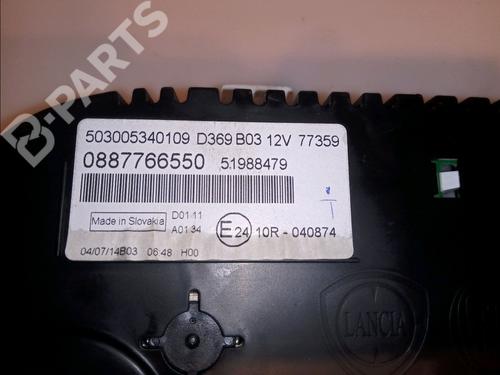 B-PARTS
503005340109 D369 B03 12V 77359
0887766550 51988479
Made in Slovakia D01 11
A01 34
E 24 10R - 040874
04/07/14B03 06:48 H00
LANCIA